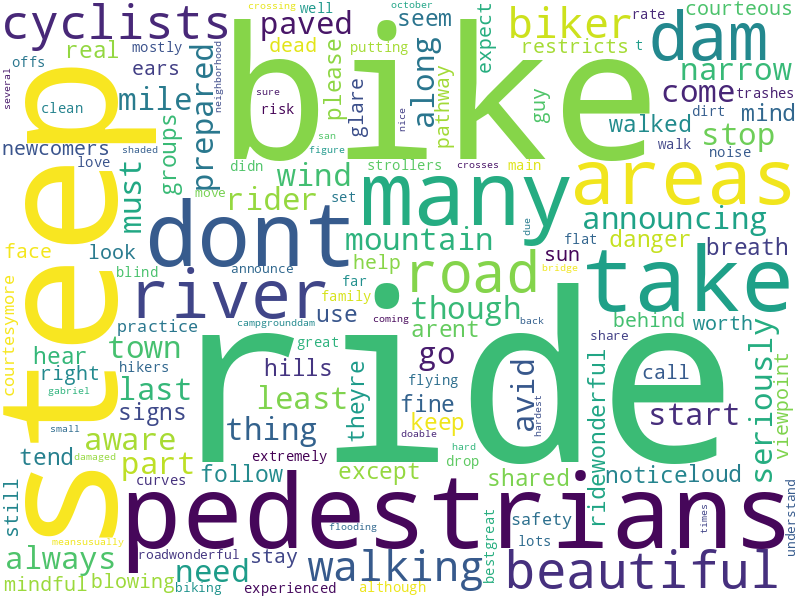 cyclists
bike
biker
dam
steep
paved
courteous
real
dead
putting
crossing
well
october
seem
expect
restricts
rate
t
offs
ears
mostly
neighborhood
sure
please
glare
along
pathway
guy
narrow
come
trashes
mile
prepared
several
clean
risk
san
figure
nice
walked
dirt
mind
stop
newcomers
love
shaded
groups
didn
wind
strollers
crosses
main
walk
noise
must
move
rider
set
many
areas
dont
mountain
announcing
due
face
look
blind
announce
help
far
sun
flat
danger
breath
river
road
bridge
take
courtesymore
practice
use
family
though
coming
back
share
behind
worth
hear
town
right
hikers
gabriel
campgrounddam
great
theyre
arent
go
flying
avid
hardest
ridewonderful
call
seriously
viewpoint
ride
small
last
signs
hills
least
fine
keep
doable
start
aware
thing
tend
damaged
part
curves
extremely
follow
except
drop
hard
shared
notice
loud
still
pedestrians
bestgreat
safety
lots
times
understand
meansusually
flooding
always
roadwonderful
stay
need
walking
beautiful
mindful
blowing
biking
experienced
although